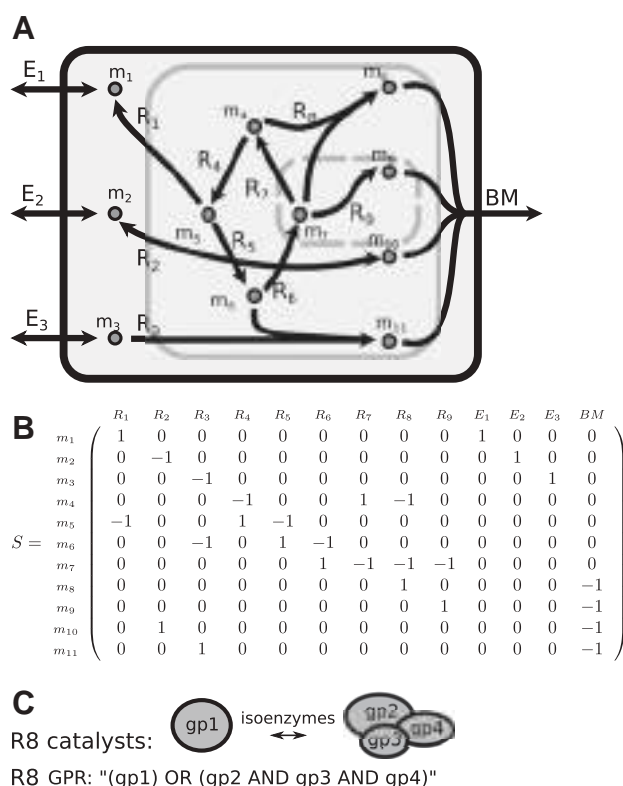 A
E₁
m₁
R₁
m₄
R₈
R₄
R₇
R₉
E₂
m₂
m₅
R₅
m₇
BM
R₂
m₁₀
R₆
E₃
m₃
R₃
m₁₁
B
R₁ R₂ R₃ R₄ R₅ R₆ R₇ R₈ R₉ E₁ E₂ E₃ BM
m₁ 1 0 0 0 0 0 0 0 0 1 0 0 0
m₂ 0 −1 0 0 0 0 0 0 0 0 1 0 0
m₃ 0 0 −1 0 0 0 0 0 0 0 0 1 0
m₄ 0 0 0 −1 0 0 1 −1 0 0 0 0 0
m₅ −1 0 0 1 −1 0 0 0 0 0 0 0 0
S = m₆ 0 0 −1 0 1 −1 0 0 0 0 0 0 0
m₇ 0 0 0 0 0 1 −1 −1 −1 0 0 0 0
m₈ 0 0 0 0 0 0 0 1 0 0 0 0 −1
m₉ 0 0 0 0 0 0 0 0 1 0 0 0 −1
m₁₀ 0 1 0 0 0 0 0 0 0 0 0 0 −1
m₁₁ 0 0 1 0 0 0 0 0 0 0 0 0 −1
C
R8 catalysts:
gp1
isoenzymes
gp2
gp3
gp4
R8 GPR: "(gp1) OR (gp2 AND gp3 AND gp4)"